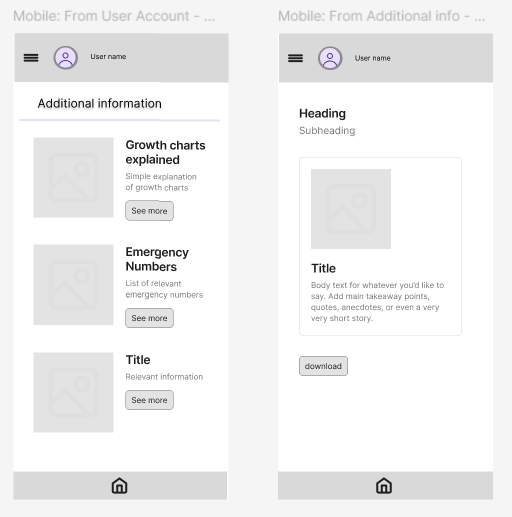 Mobile: From User Account - ...
User name
Additional information
Growth charts
explained
Simple explanation
of growth charts
See more
Emergency
Numbers
List of relevant
emergency numbers
See more
Title
Relevant information
See more
Mobile: From Additional info - ...
User name
Heading
Subheading
Title
Body text for whatever you'd like to
say. Add main takeaway points,
quotes, anecdotes, or even a very
very short story.
download